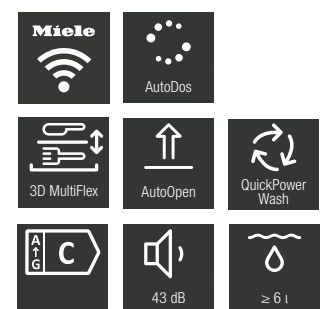 Miele
AutoDos
3D MultiFlex
AutoOpen
QuickPower
Wash
A
↑
G
C
43 dB
≥ 6 l